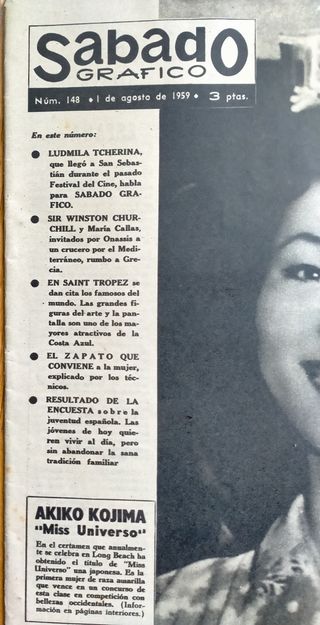 Sabado
GRAFICO
Núm. 148 • 1 de agosto de 1959 • 3 ptas.
En este número:
● LUDMILA TCHERINA,
que llegó a San Sebas-
tián durante el pasado
Festival del Cine, habla
para SABADO GRA-
FICO.
● SIR WINSTON CHUR-
CHILL y María Callas,
invitados por Onassis a
un crucero por el Medi-
terráneo, rumbo a Gre-
cia.
● EN SAINT TROPEZ se
dan cita los famosos del
mundo. Las grandes fi-
guras del arte y la pan-
talla son uno de los ma-
yores atractivos de la
Costa Azul.
● EL ZAPATO QUE
CONVIENE a la mujer,
explicado por los téc-
nicos.
● RESULTADO DE LA
ENCUESTA sobre la
juventud española. Las
jóvenes de hoy quie-
ren vivir al día, pero
sin abandonar la sana
tradición familiar
AKIKO KOJIMA
"Miss Universo"
En el certamen que anualmen-
te se celebra en Long Beach ha
obtenido el título de "Miss
Universo" una japonesa. Es la
primera mujer de raza amarilla
que vence en un concurso de
esta clase en competición con
bellezas occidentales. (Infor-
mación en páginas interiores.)